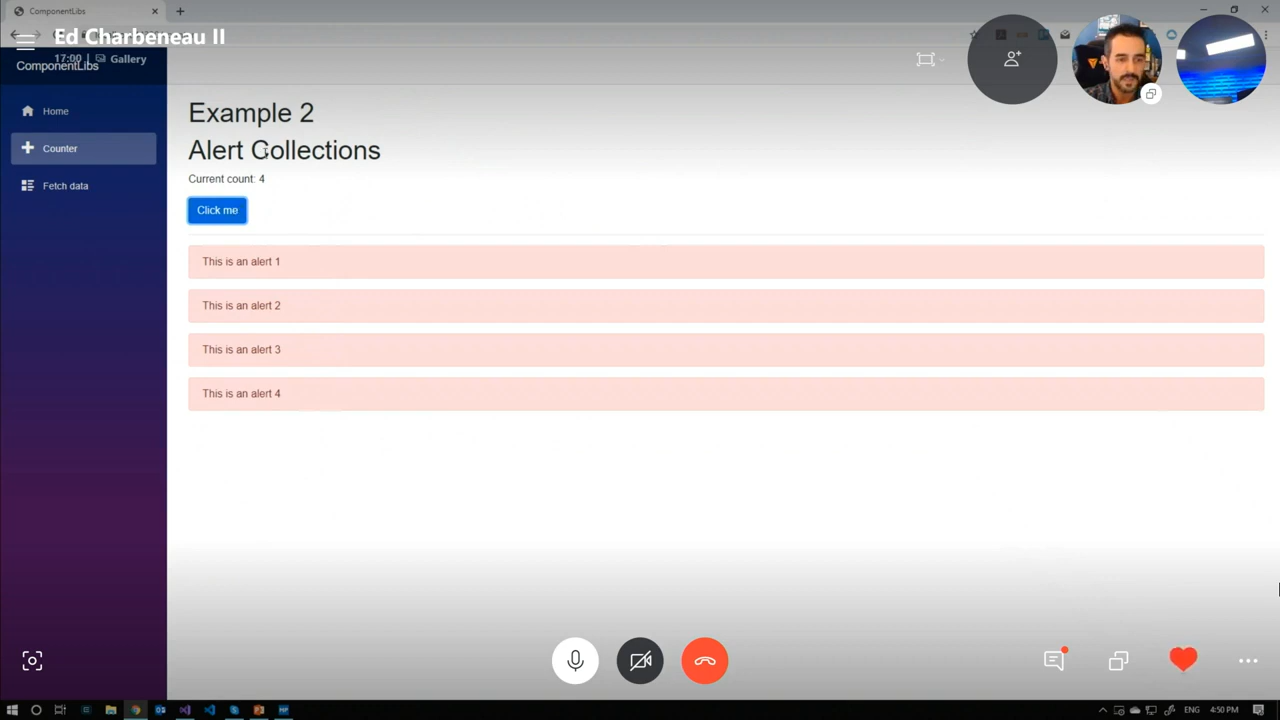 ComponentLibs
Ed Charbeneau II
17:00 | Gallery
ComponentLibs
Home
Counter
Fetch data
Example 2
Alert Collections
Current count: 4
Click me
This is an alert 1
This is an alert 2
This is an alert 3
This is an alert 4
ENG
4:50 PM